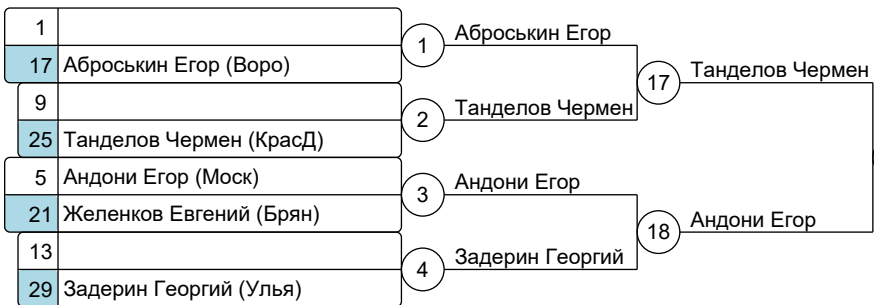 1
17 Аброськин Егор (Воро)
9
25 Танделов Чермен (КрасД)
5 Андони Егор (Моск)
21 Желенков Евгений (Брян)
13
29 Задерин Георгий (Улья)
1 Аброськин Егор
2 Танделов Чермен
3 Андони Егор
4 Задерин Георгий
17 Танделов Чермен
18 Андони Егор